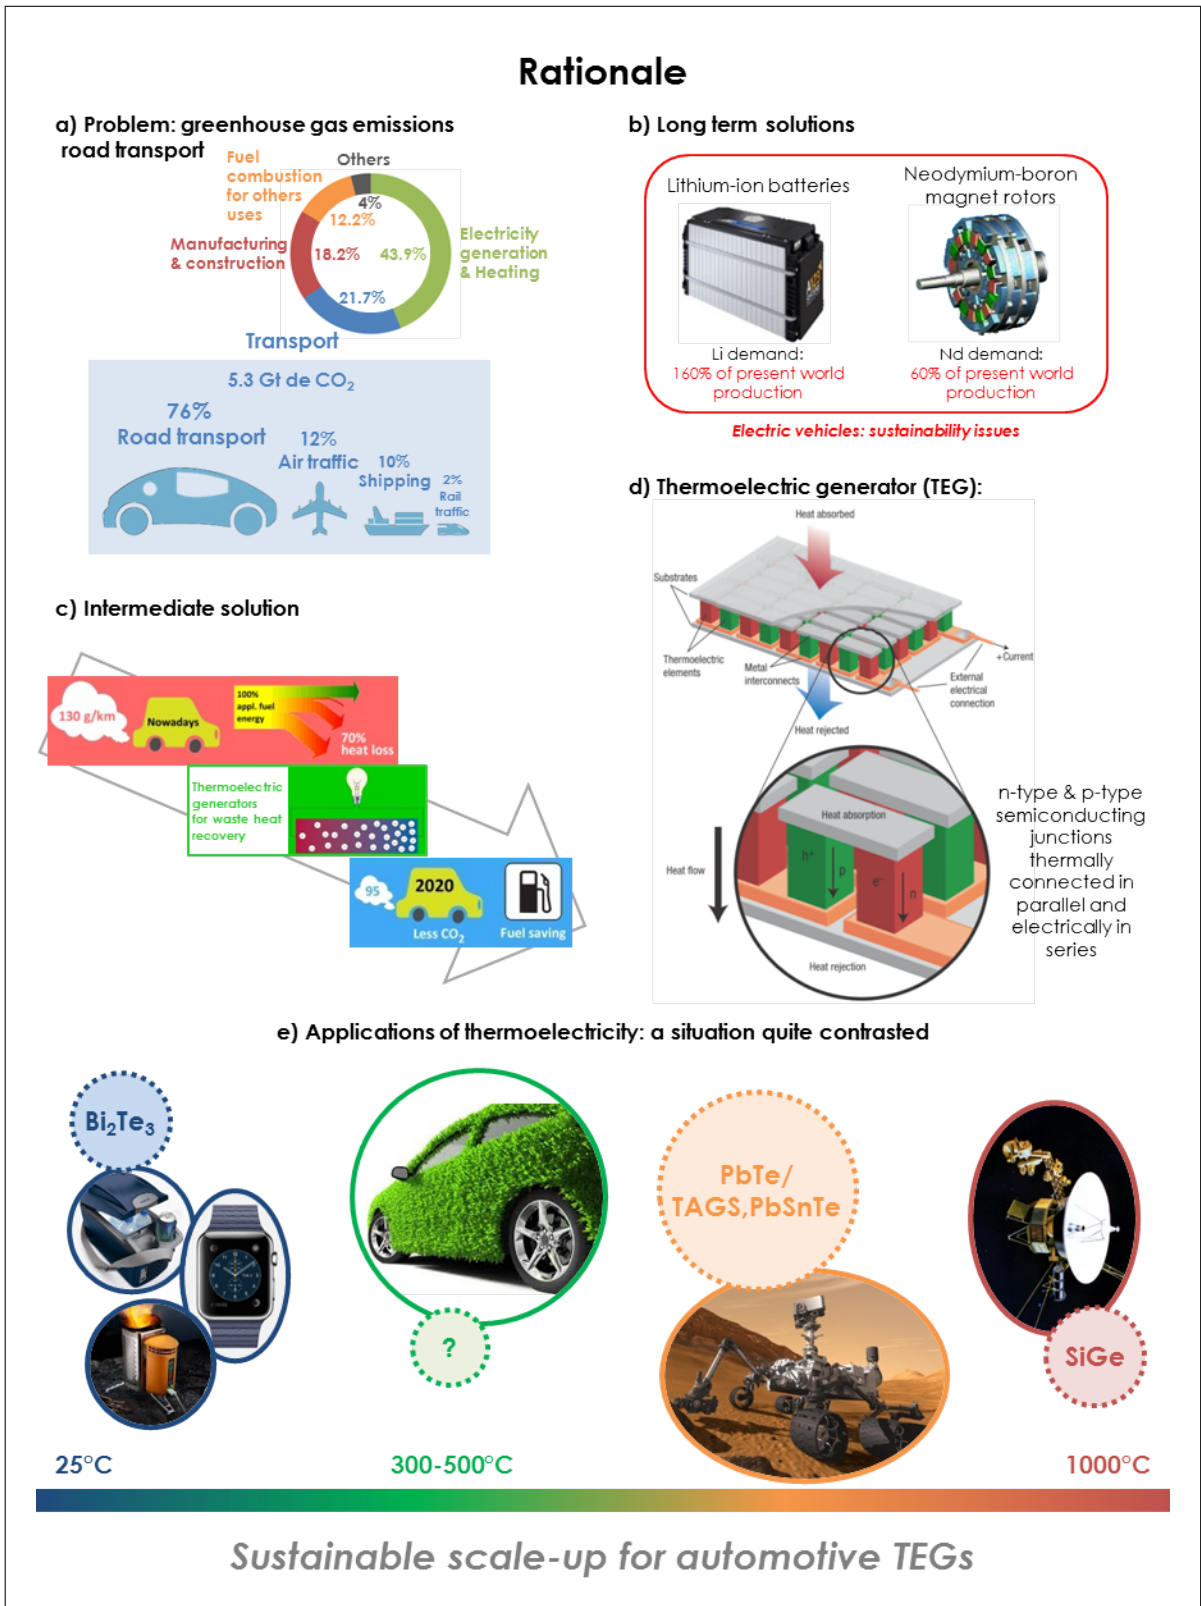 Rationale
a) Problem: greenhouse gas emissions
road transport
Fuel
combustion
for others
uses
Others
4%
12.2%
Manufacturing
& construction
18.2%
43.9%
Electricity
generation
& Heating
21.7%
Transport
5.3 Gt de CO₂
76%
Road transport
12%
Air traffic
10%
Shipping
2%
Rail
traffic
b) Long term solutions
Lithium-ion batteries
Neodymium-boron
magnet rotors
Li demand:
160% of present world
production
Nd demand:
60% of present world
production
Electric vehicles: sustainability issues
c) Intermediate solution
130 g/km
Nowadays
100%
appl. fuel
energy
70%
heat loss
Thermoelectric
generators
for waste heat
recovery
95
2020
Less CO₂
Fuel saving
d) Thermoelectric generator (TEG):
Heat absorbed
Substrates
Thermoelectric
elements
Metal
interconnects
+Current
External
electrical
connection
Heat rejected
Heat absorption
h⁺
p
e⁻
n
Heat flow
Heat rejection
n-type & p-type
semiconducting
junctions
thermally
connected in
parallel and
electrically in
series
e) Applications of thermoelectricity: a situation quite contrasted
Bi₂Te₃
?
PbTe/
TAGS,PbSnTe
SiGe
25°C
300-500°C
1000°C
Sustainable scale-up for automotive TEGs